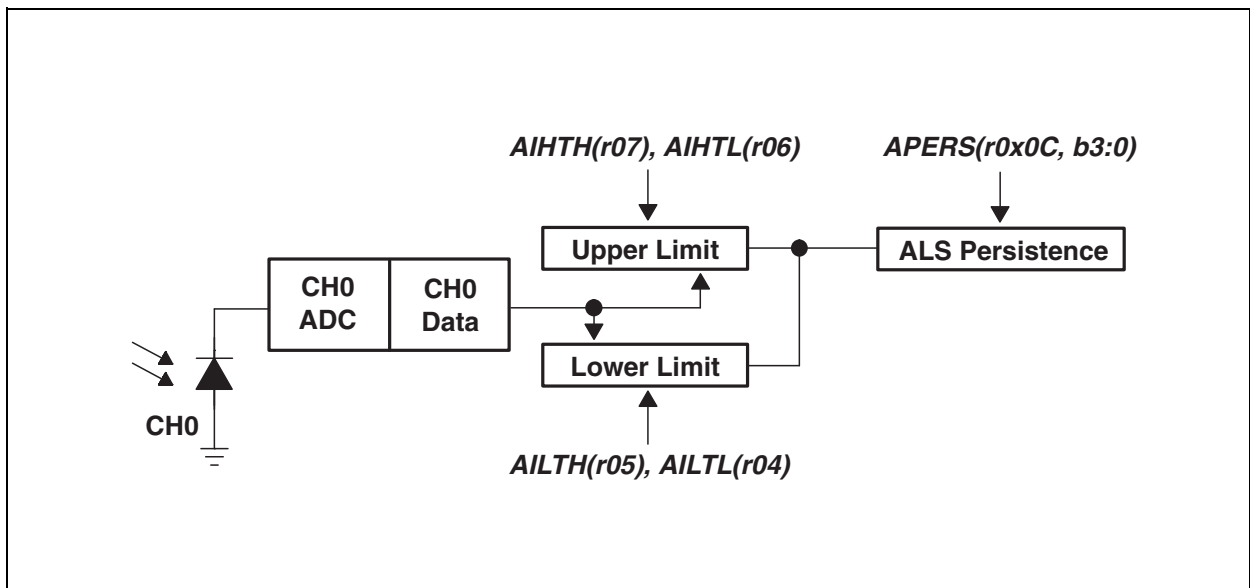 AIHTH(r07), AIHTL(r06)
APERS(r0x0C, b3:0)
Upper Limit
ALS Persistence
CH0
ADC
CH0
Data
Lower Limit
CH0
AILTH(r05), AILTL(r04)